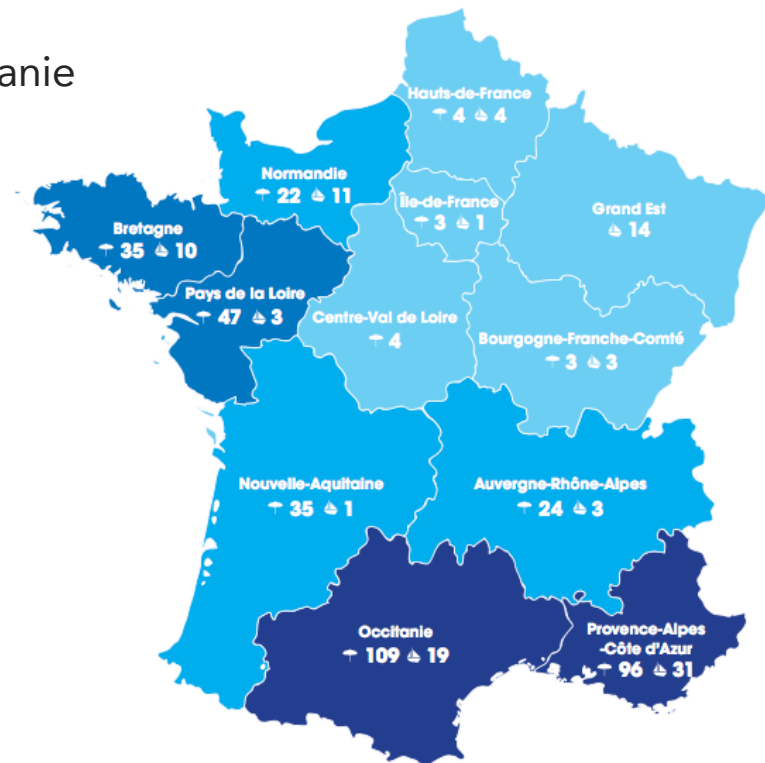 anie
Hauts-de-France
4 4
Normandie
22 11
Île-de-France
3 1
Grand Est
14
Bretagne
35 10
Pays de la Loire
47 3
Centre-Val de Loire
4
Bourgogne-Franche-Comté
3 3
Nouvelle-Aquitaine
35 1
Auvergne-Rhône-Alpes
24 3
Occitanie
109 19
Provence-Alpes
-Côte d'Azur
96 31